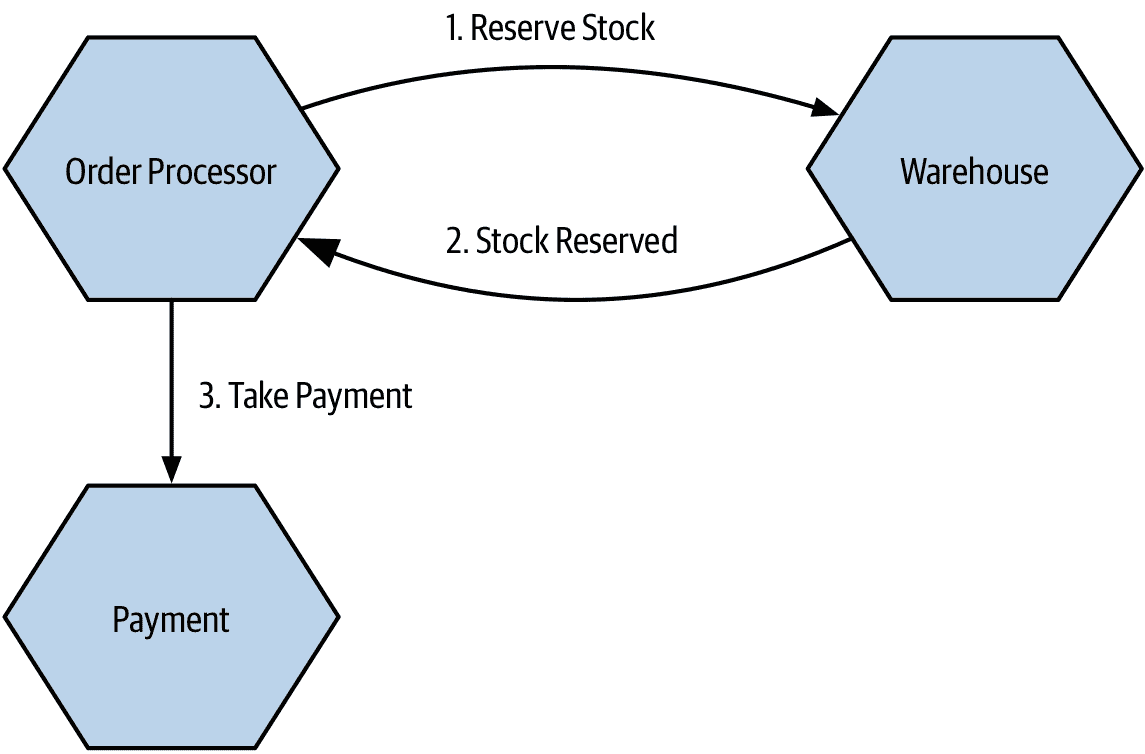 1. Reserve Stock
Order Processor
Warehouse
2. Stock Reserved
3. Take Payment
Payment